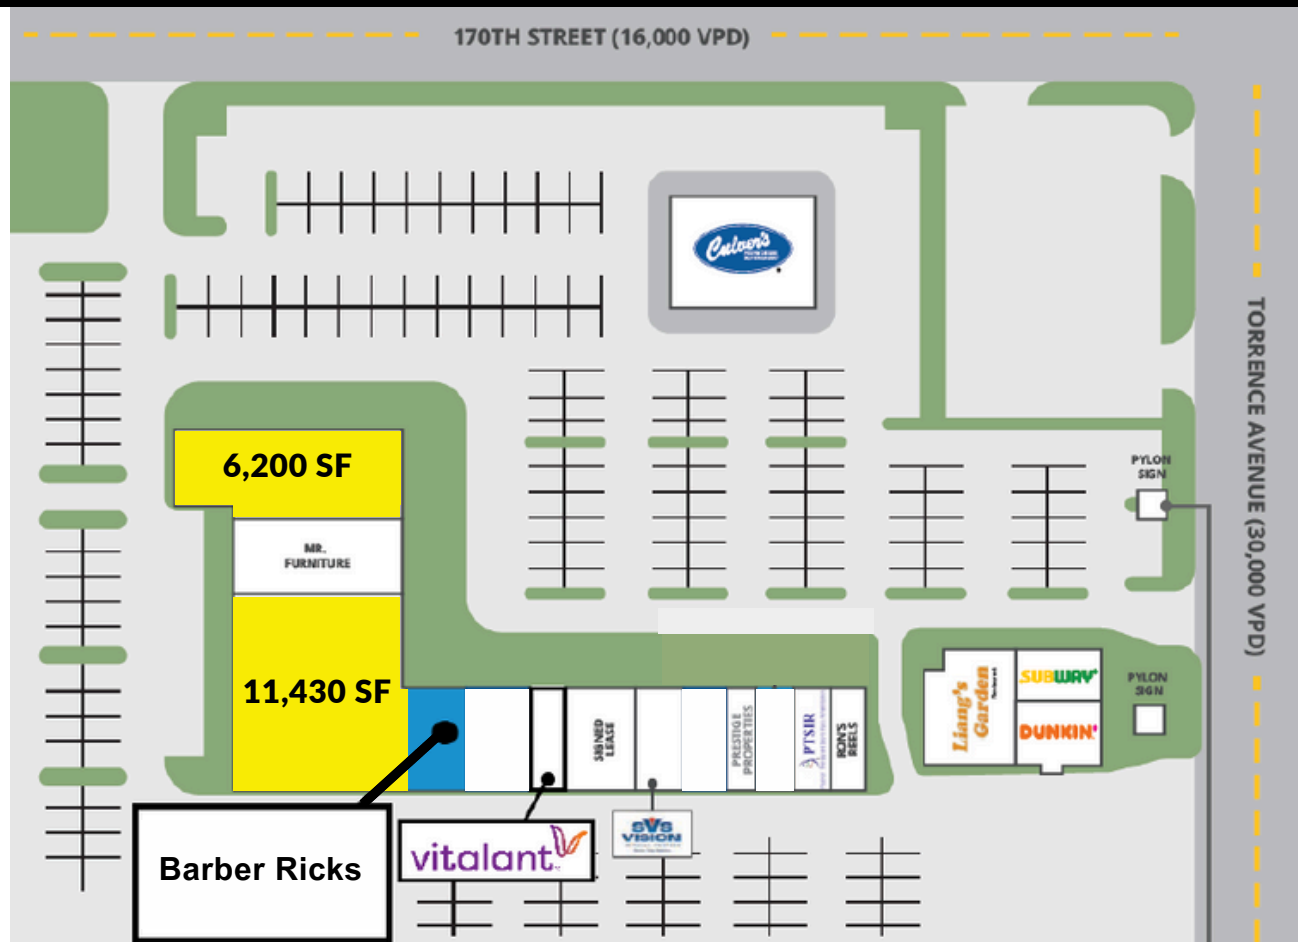 170TH STREET (16,000 VPD)
Culver's
TORRENCE AVENUE (30,000 VPD)
6,200 SF
PYLON
SIGN
MR.
FURNITURE
11,430 SF
SIGNED
LEASE
PRESTIGE
PROPERTIES
PTSIR
RON'S
REELS
Liang's
Garden
Restaurant
SUBWAY
DUNKIN'
PYLON
SIGN
Barber Ricks
vitalant
SVS
VISION